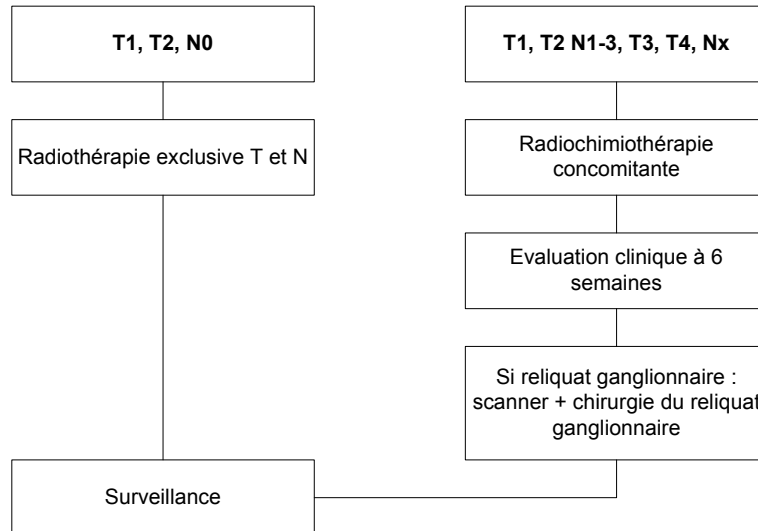 T1, T2, N0
Radiothérapie exclusive T et N
T1, T2 N1-3, T3, T4, Nx
Radiochimiothérapie
concomitante
Evaluation clinique à 6
semaines
Si reliquat ganglionnaire :
scanner + chirurgie du reliquat
ganglionnaire
Surveillance